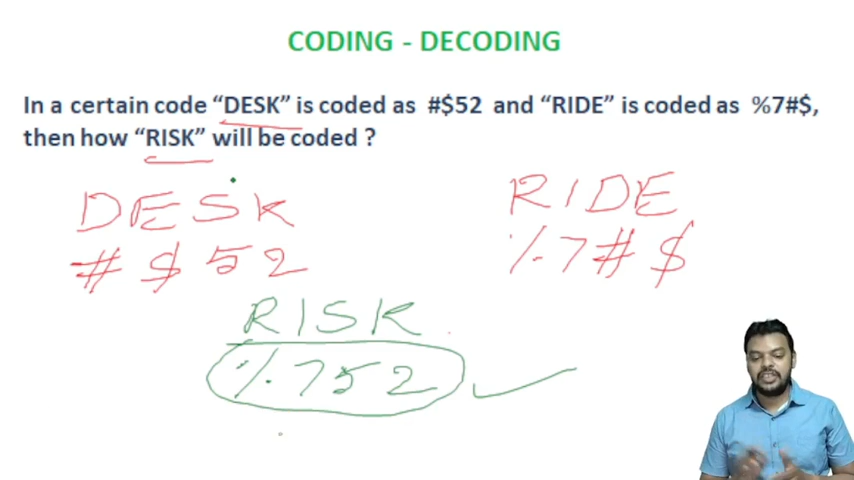 CODING - DECODING
In a certain code “DESK” is coded as #$52 and “RIDE” is coded as %7#$,
then how “RISK” will be coded ?
DESK
#$52
RIDE
%7#$
RISK
%752